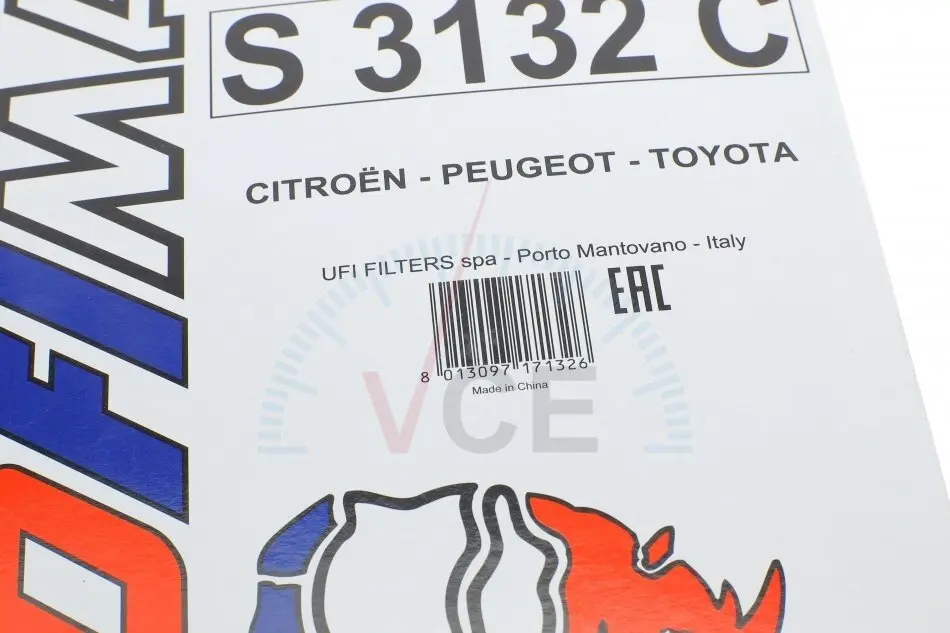 S 3132 C
CITROËN - PEUGEOT - TOYOTA
UFI FILTERS spa - Porto Mantovano - Italy
EAC
8 013097 171326
Made in China
VCE